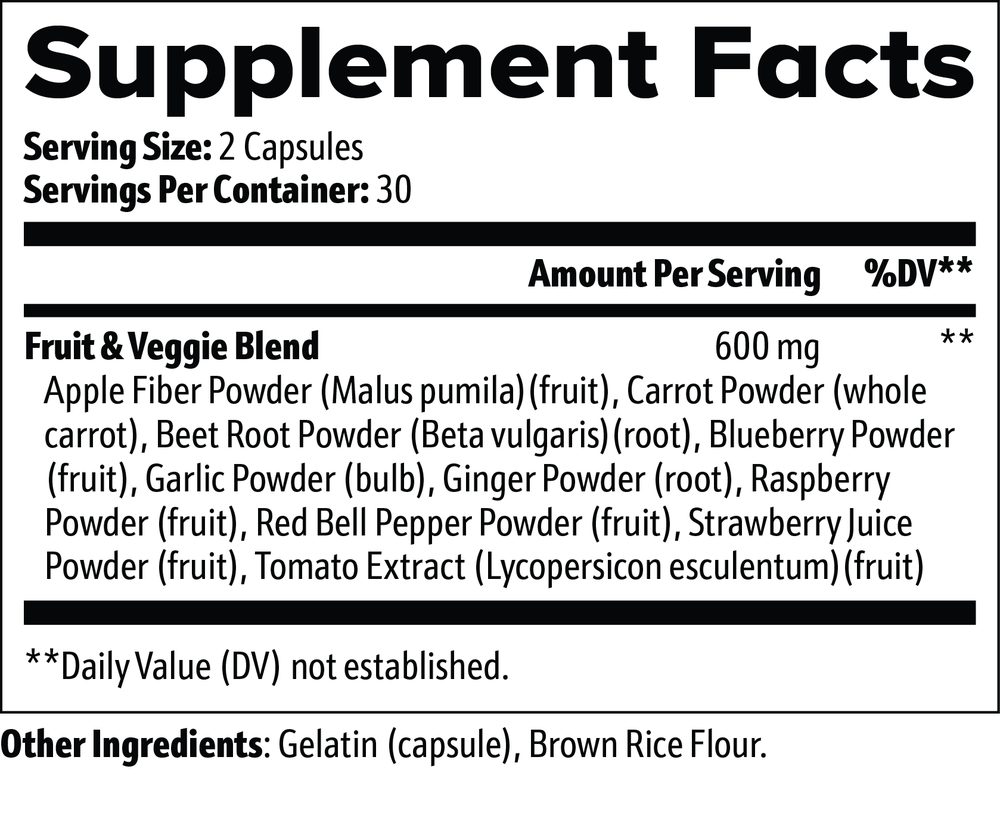 Supplement Facts
Serving Size: 2 Capsules
Servings Per Container: 30
Amount Per Serving %DV**
Fruit & Veggie Blend 600 mg **
Apple Fiber Powder (Malus pumila)(fruit), Carrot Powder (whole
carrot), Beet Root Powder (Beta vulgaris)(root), Blueberry Powder
(fruit), Garlic Powder (bulb), Ginger Powder (root), Raspberry
Powder (fruit), Red Bell Pepper Powder (fruit), Strawberry Juice
Powder (fruit), Tomato Extract (Lycopersicon esculentum)(fruit)
**Daily Value (DV) not established.
Other Ingredients: Gelatin (capsule), Brown Rice Flour.